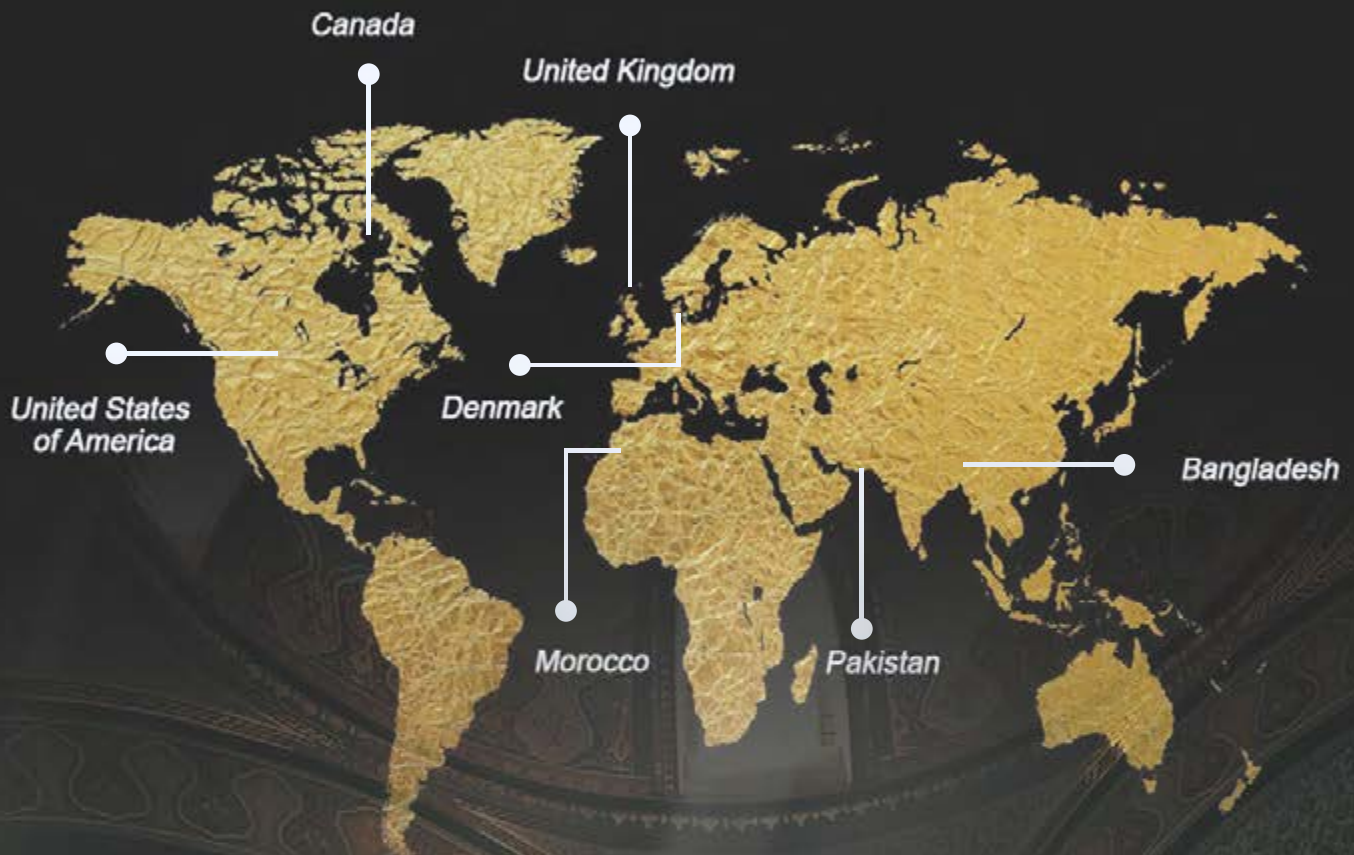 Canada
United Kingdom
United States
of America
Denmark
Bangladesh
Morocco
Pakistan